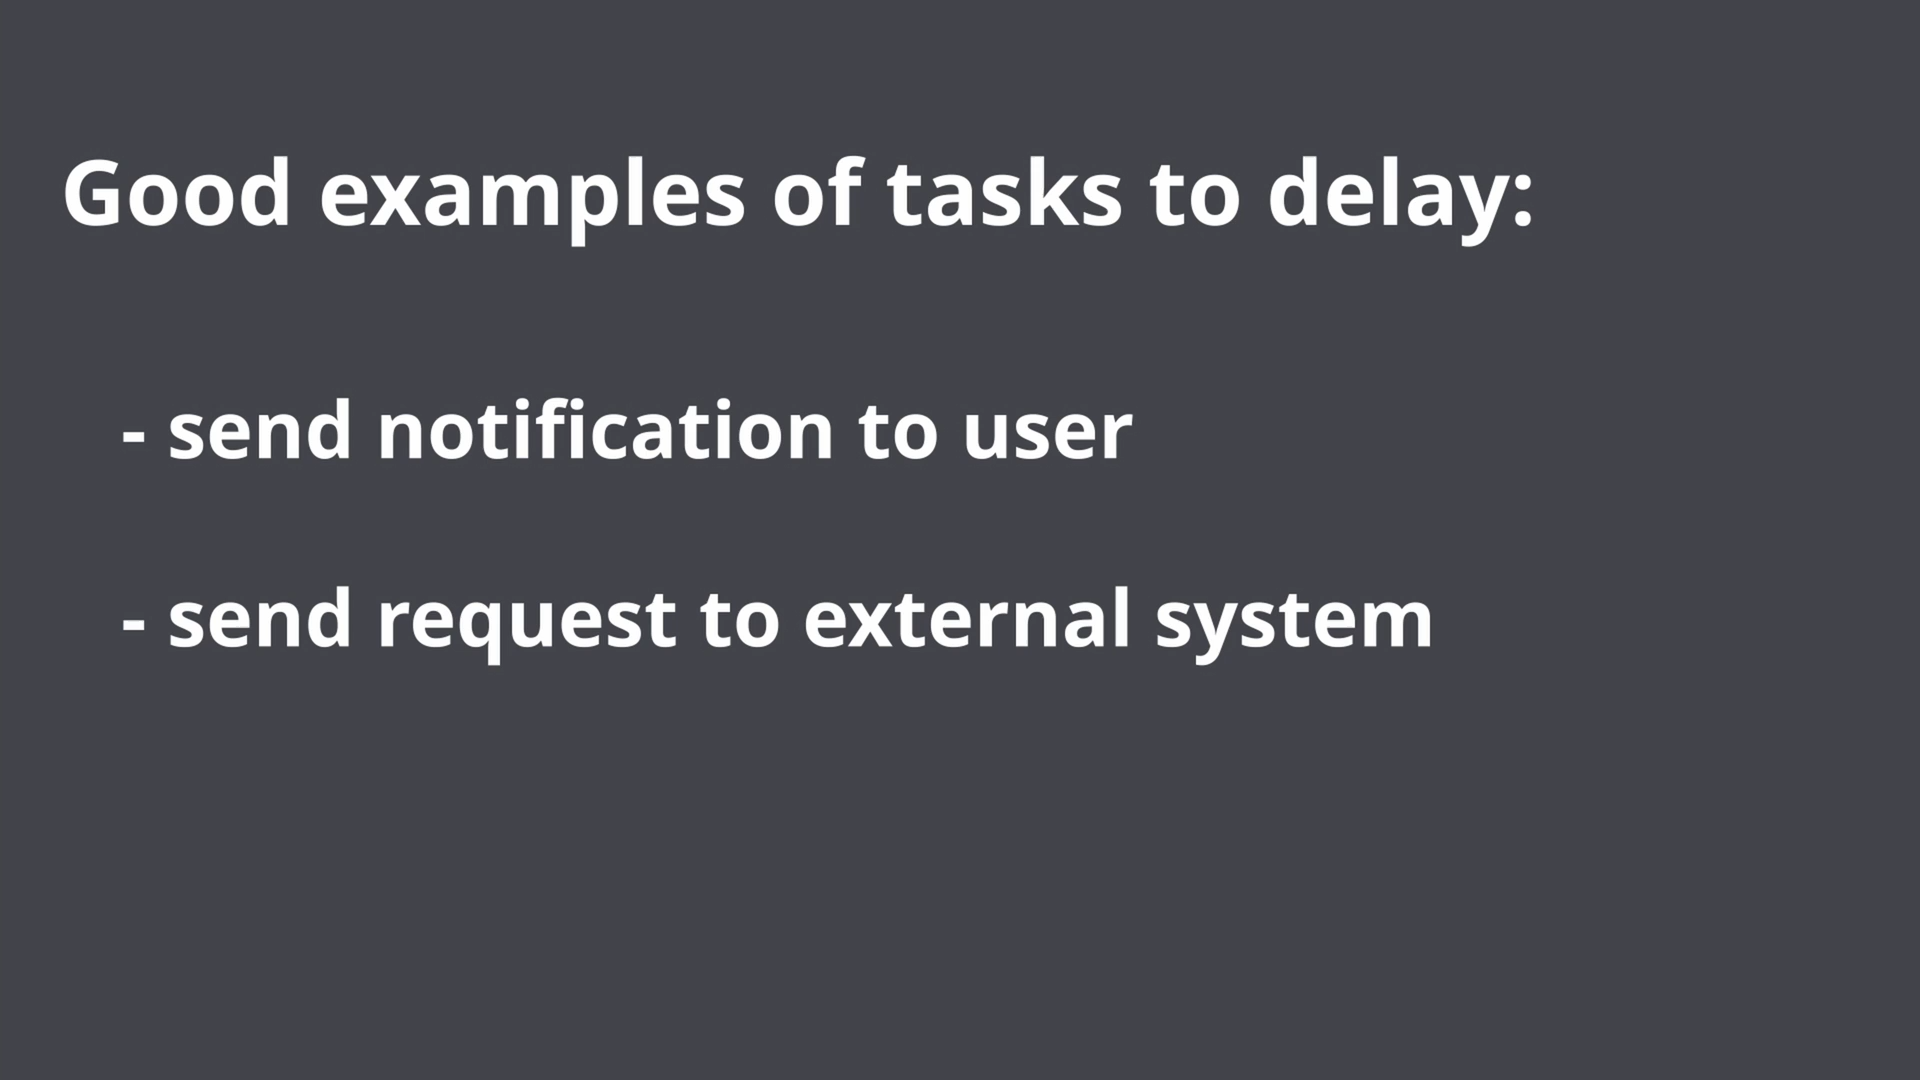 Good examples of tasks to delay:
- send notification to user
- send request to external system